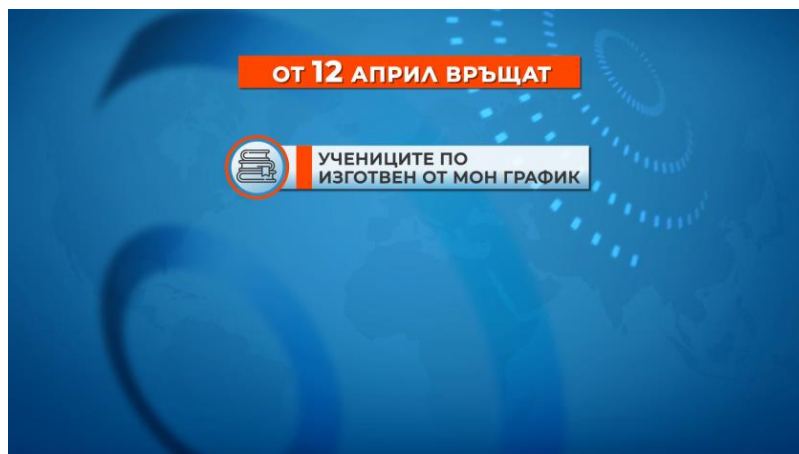 ОТ 12 АПРИЛ ВРЪЩАТ
УЧЕНИЦИТЕ ПО
ИЗГОТВЕН ОТ МОН ГРАФИК